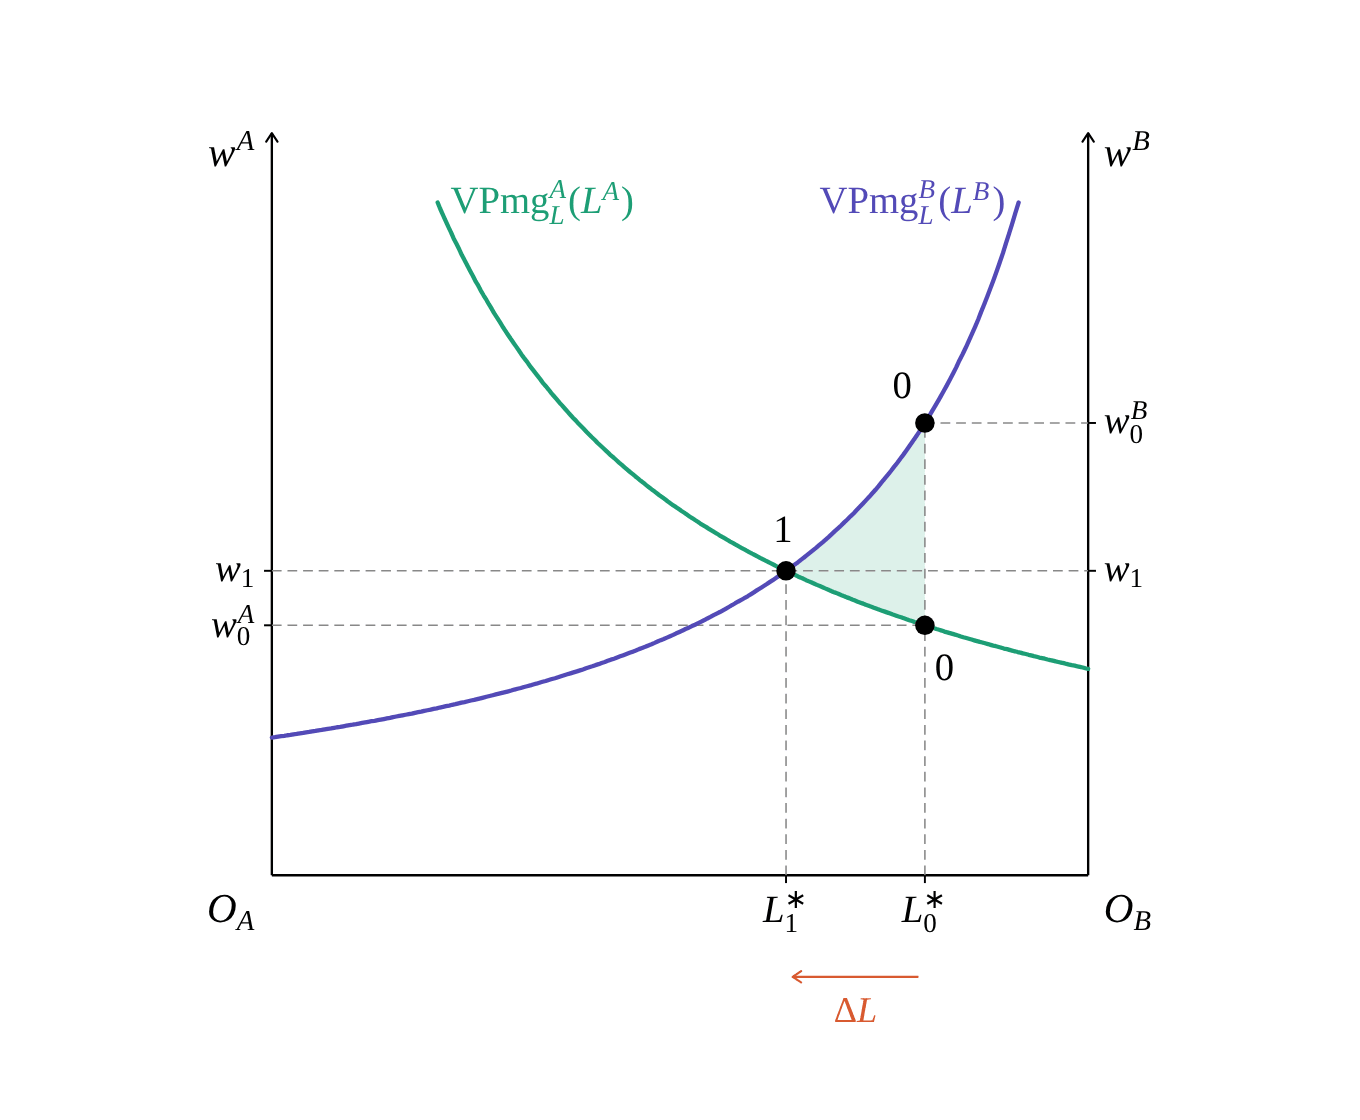 w^A w^B
VPmg_L^A(L^A) VPmg_L^B(L^B)
0
w_0^B
1
w_1 w_1
w_0^A
0
O_A L_1^* L_0^* O_B
ΔL